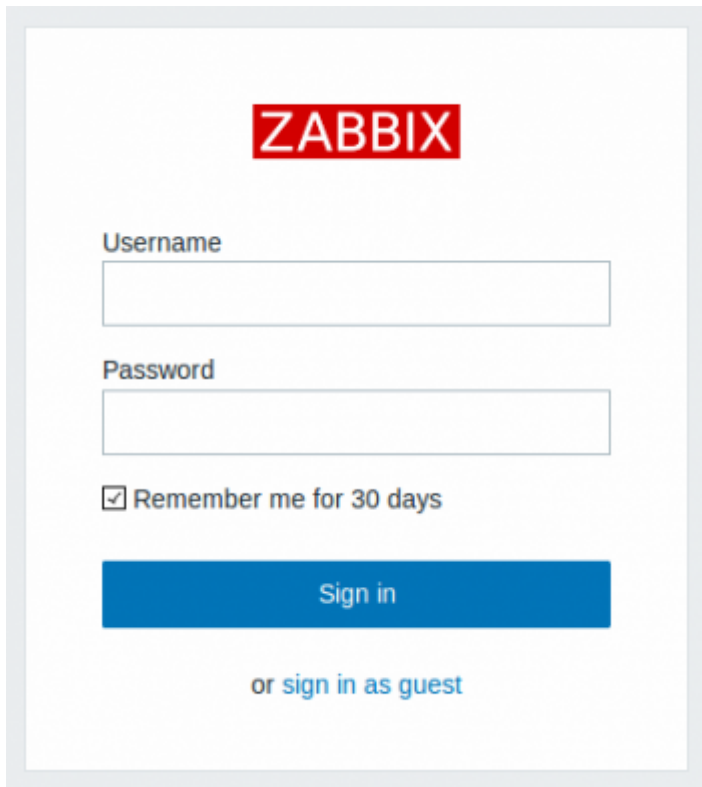 ZABBIX
Username
Password
Remember me for 30 days
Sign in
or sign in as guest